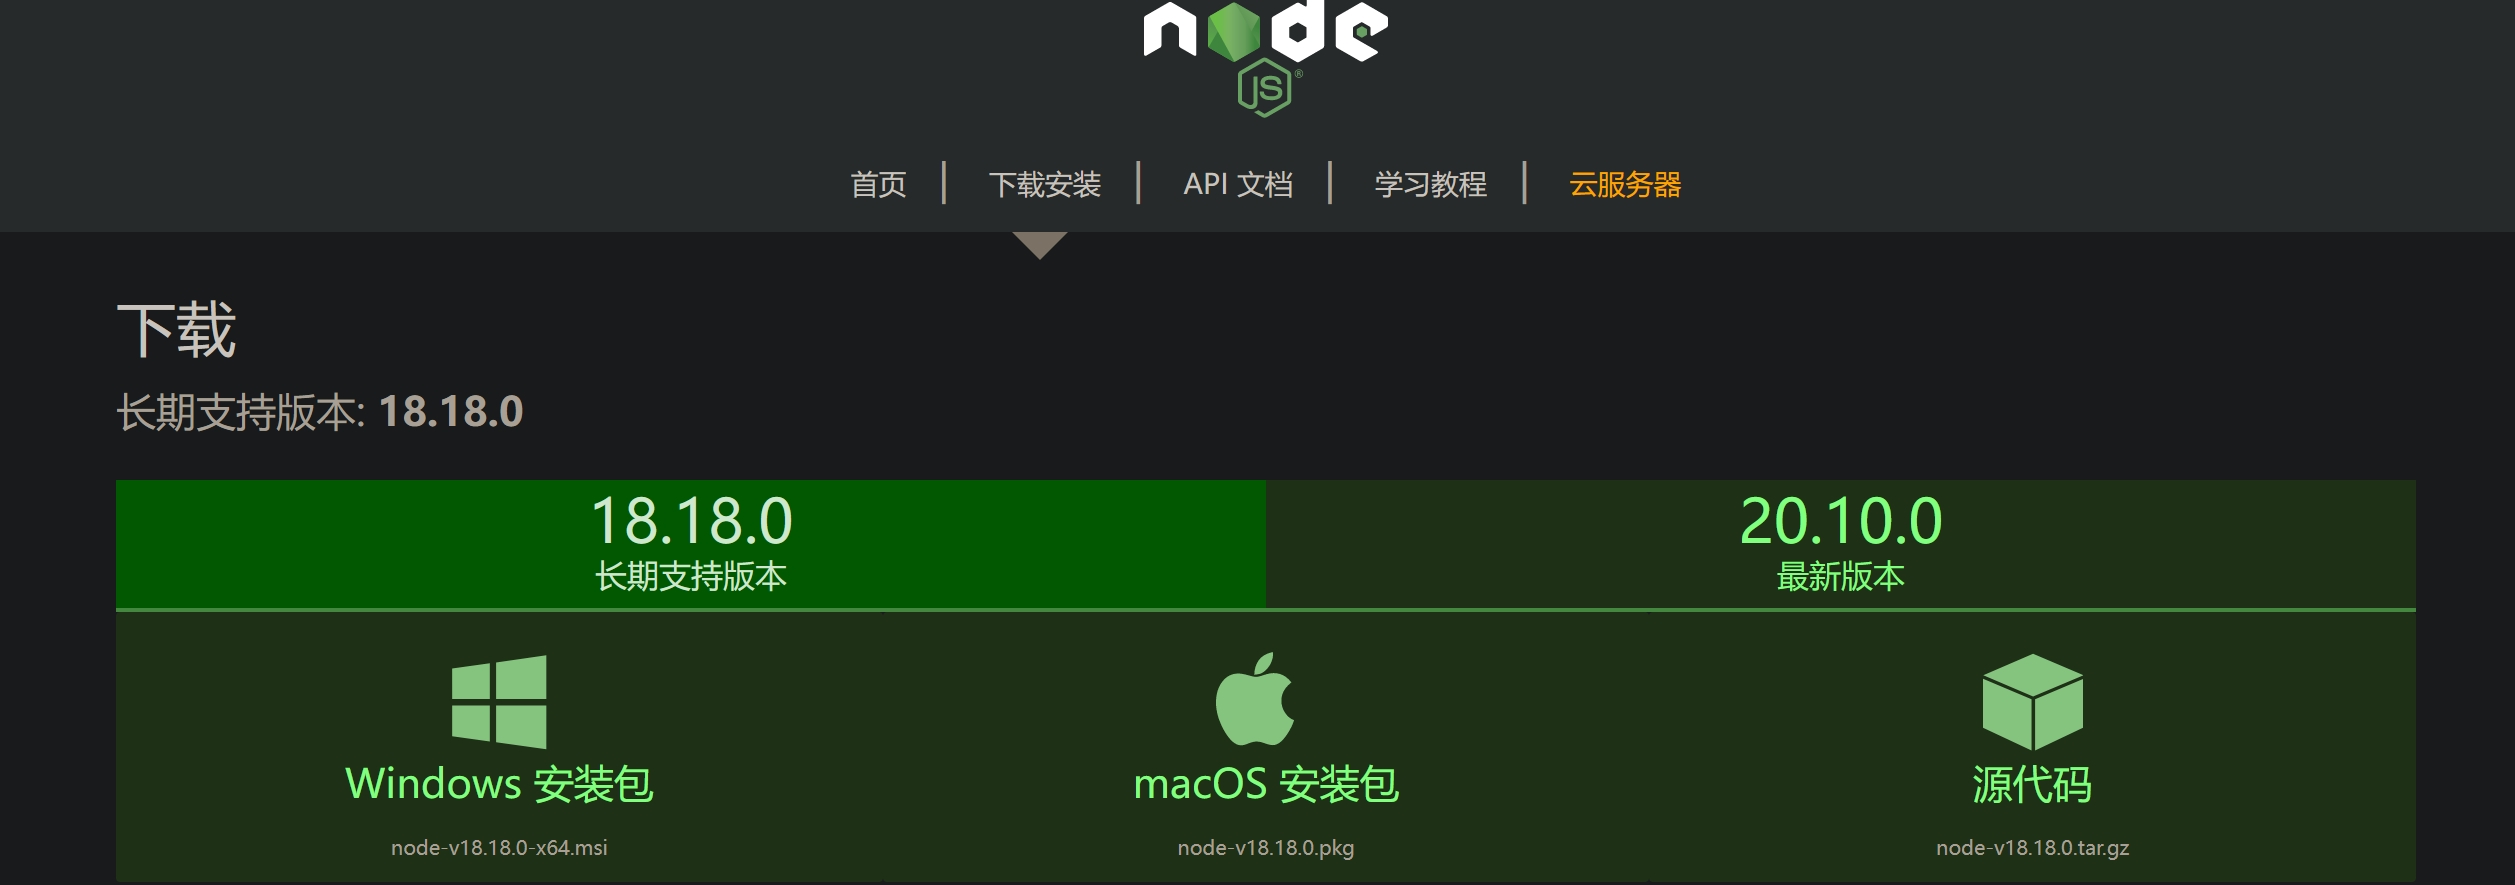 node
JS®
首页 | 下载安装 | API 文档 | 学习教程 | 云服务器
下载
长期支持版本: 18.18.0
18.18.0
长期支持版本
20.10.0
最新版本
Windows 安装包
node-v18.18.0-x64.msi
macOS 安装包
node-v18.18.0.pkg
源代码
node-v18.18.0.tar.gz